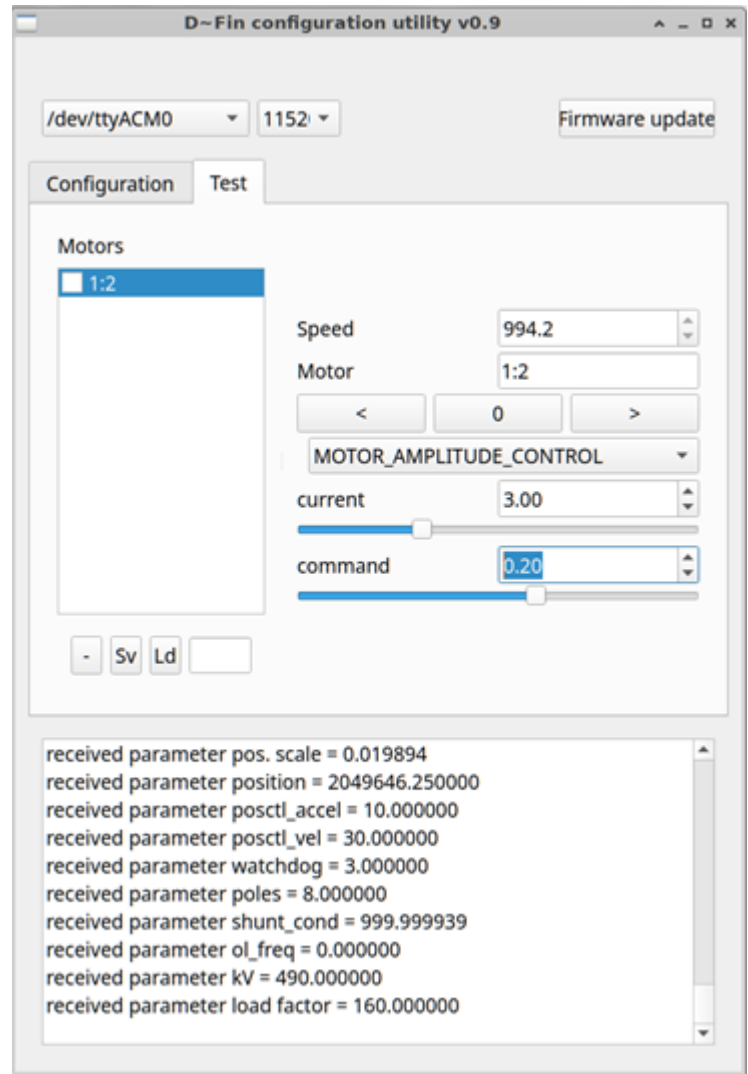 D~Fin configuration utility v0.9
/dev/ttyACM0 1152 Firmware update
Configuration Test
Motors
1:2
Speed 994.2
Motor 1:2
< 0 >
MOTOR_AMPLITUDE_CONTROL
current 3.00
command 0.20
- Sv Ld
received parameter pos. scale = 0.019894
received parameter position = 2049646.250000
received parameter posctl_accel = 10.000000
received parameter posctl_vel = 30.000000
received parameter watchdog = 3.000000
received parameter poles = 8.000000
received parameter shunt_cond = 999.999939
received parameter ol_freq = 0.000000
received parameter kV = 490.000000
received parameter load factor = 160.000000